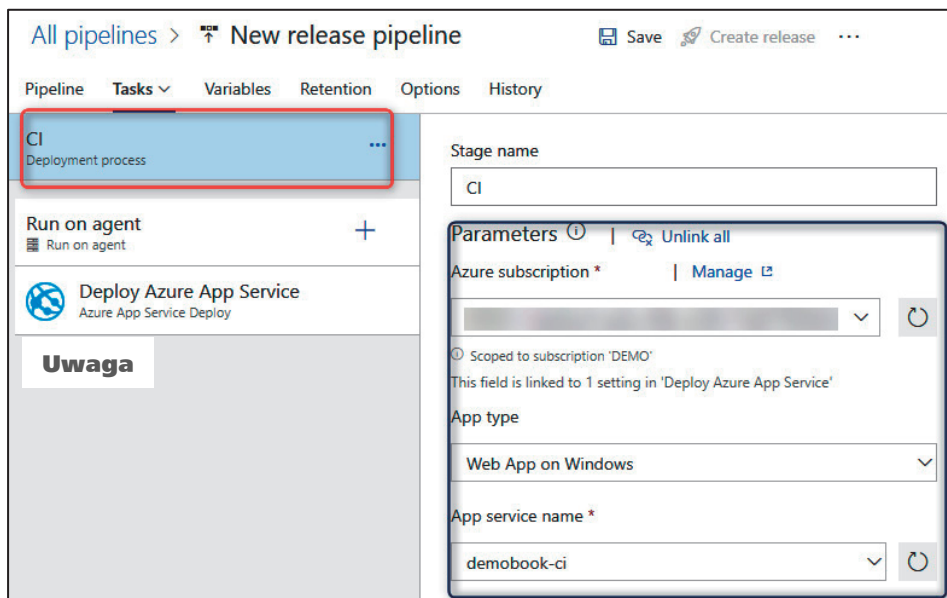 All pipelines > New release pipeline Save Create release ...
Pipeline Tasks Variables Retention Options History
CI ...
Deployment process
Run on agent +
Run on agent
Deploy Azure App Service
Azure App Service Deploy
Uwaga
Stage name
CI
Parameters | Unlink all
Azure subscription * | Manage
Scoped to subscription 'DEMO'
This field is linked to 1 setting in 'Deploy Azure App Service'
App type
Web App on Windows
App service name *
demobook-ci